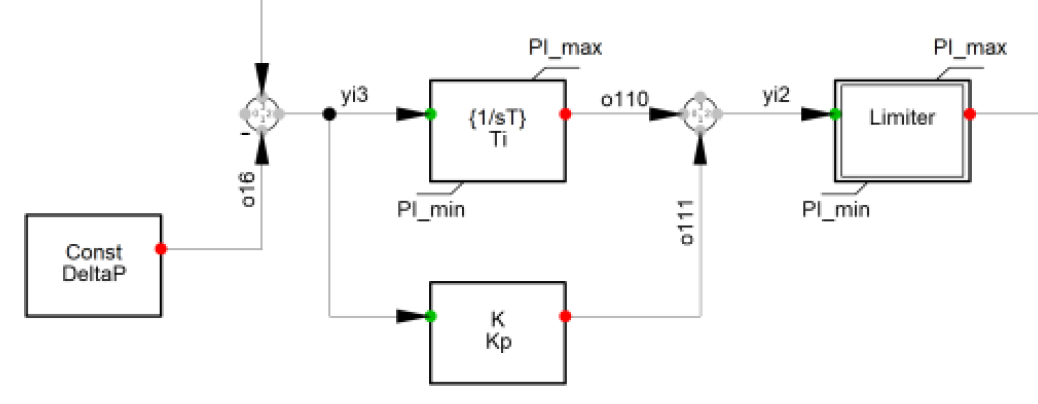 PI_max
PI_max
yi3
{1/sT}
Ti
o110
yi2
Limiter
-
o16
PI_min
PI_min
o111
Const
DeltaP
K
Kp